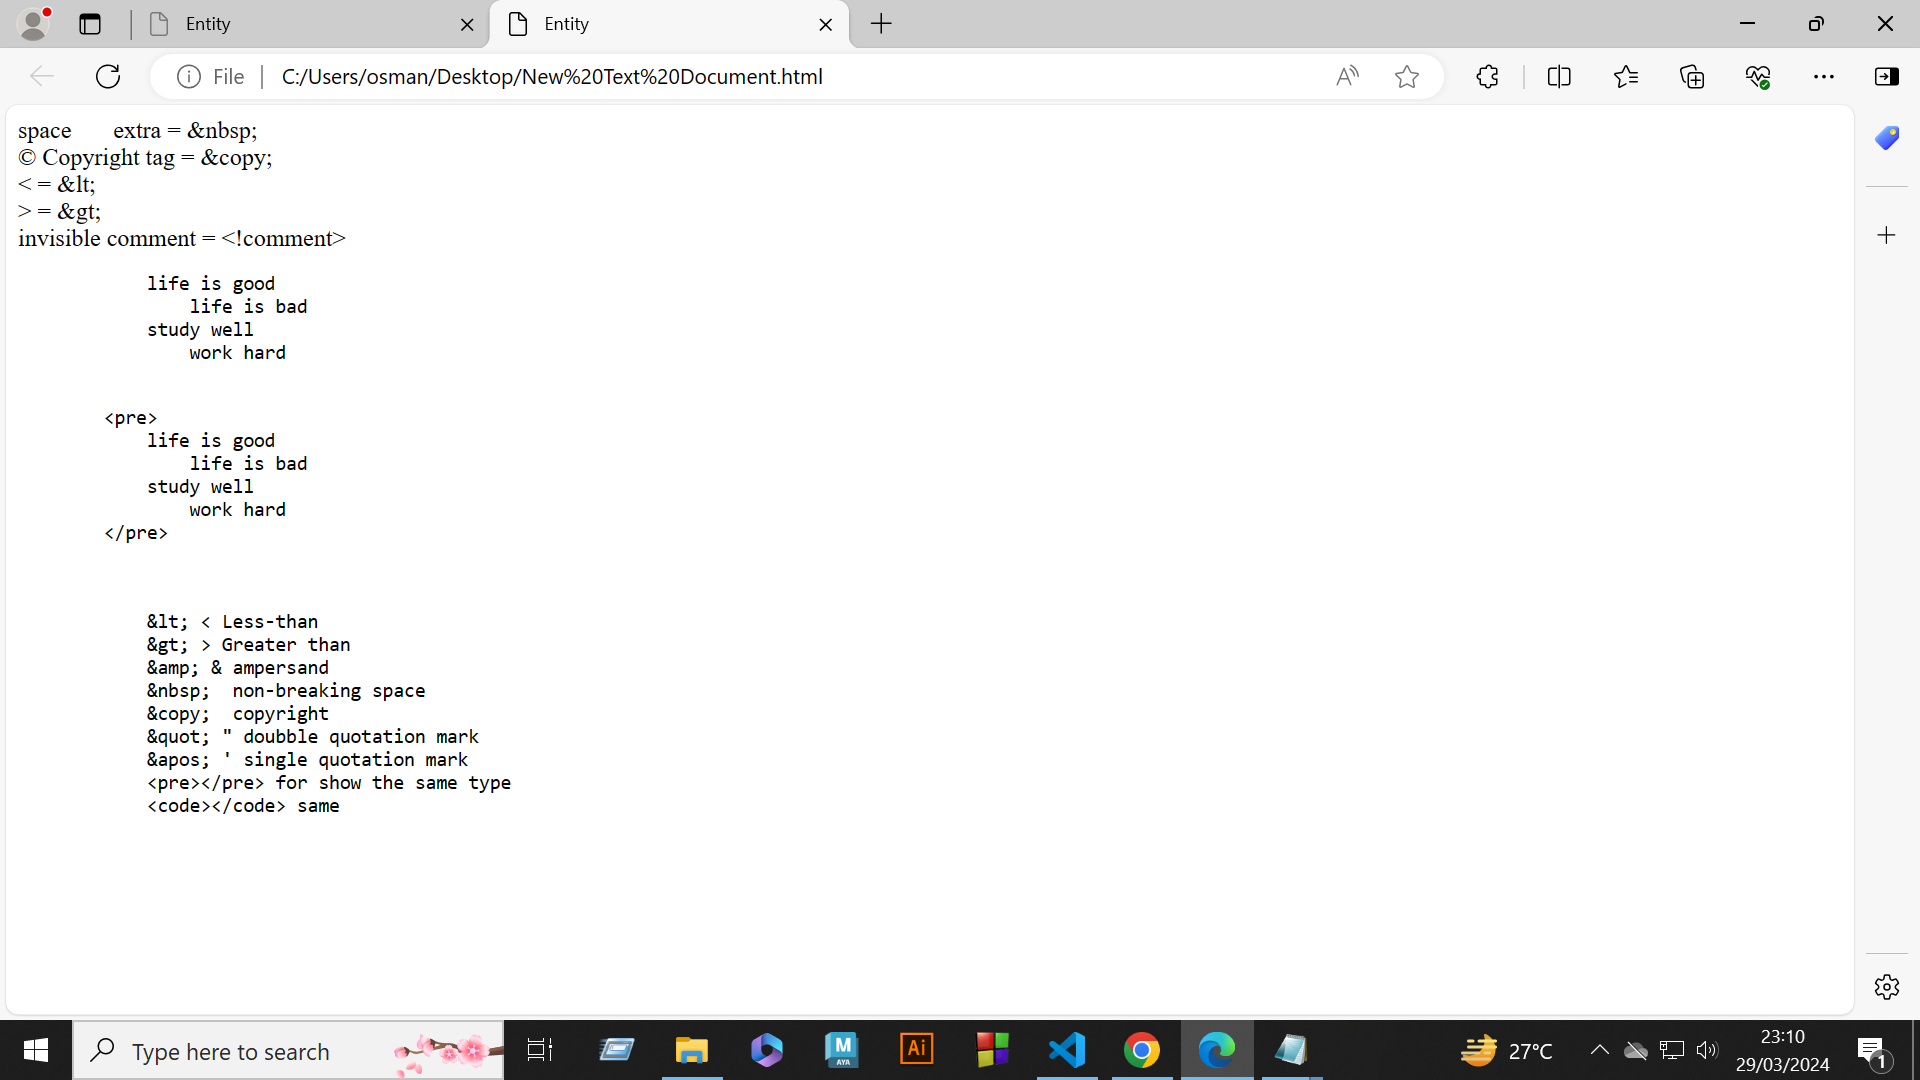 Entity
Entity
File
C:/Users/osman/Desktop/New%20Text%20Document.html
space       extra = &nbsp;
© Copyright tag = &copy;
< = &lt;
> = &gt;
invisible comment = <!comment>
life is good
life is bad
study well
work hard
<pre>
life is good
life is bad
study well
work hard
</pre>
&lt; < Less-than
&gt; > Greater than
&amp; & ampersand
&nbsp;  non-breaking space
&copy;  copyright
&quot; " doubble quotation mark
&apos; ' single quotation mark
<pre></pre> for show the same type
<code></code> same
Type here to search
M
AYA
Ai
27°C
23:10
29/03/2024
1